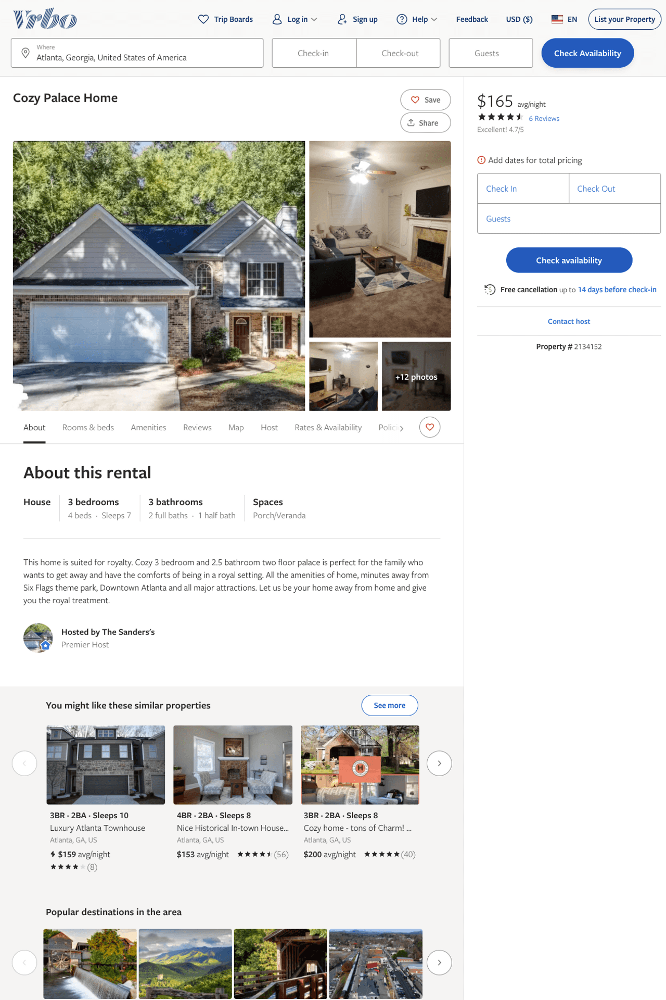 Vrbo
Trip Boards
Log in
Sign up
Help
Feedback
USD ($)
EN
List your Property
Where
Atlanta, Georgia, United States of America
Check-in
Check-out
Guests
Check Availability
Cozy Palace Home
Save
Share
+12 photos
$165 avg/night
6 Reviews
Excellent! 4.7/5
Add dates for total pricing
Check In
Check Out
Guests
Check availability
Free cancellation up to 14 days before check-in
Contact host
Property # 2134152
About
Rooms & beds
Amenities
Reviews
Map
Host
Rates & Availability
Polici
About this rental
House
3 bedrooms
4 beds · Sleeps 7
3 bathrooms
2 full baths · 1 half bath
Spaces
Porch/Veranda
This home is suited for royalty. Cozy 3 bedroom and 2.5 bathroom two floor palace is perfect for the family who
wants to get away and have the comforts of being in a royal setting. All the amenities of home, minutes away from
Six Flags theme park, Downtown Atlanta and all major attractions. Let us be your home away from home and give
you the royal treatment.
Hosted by The Sanders's
Premier Host
You might like these similar properties
See more
3BR · 2BA · Sleeps 10
Luxury Atlanta Townhouse
Atlanta, GA, US
$159 avg/night
(8)
4BR · 2BA · Sleeps 8
Nice Historical In-town House...
Atlanta, GA, US
$153 avg/night
(56)
H
3BR · 2BA · Sleeps 8
Cozy home - tons of Charm! ...
Atlanta, GA, US
$200 avg/night
(40)
Popular destinations in the area